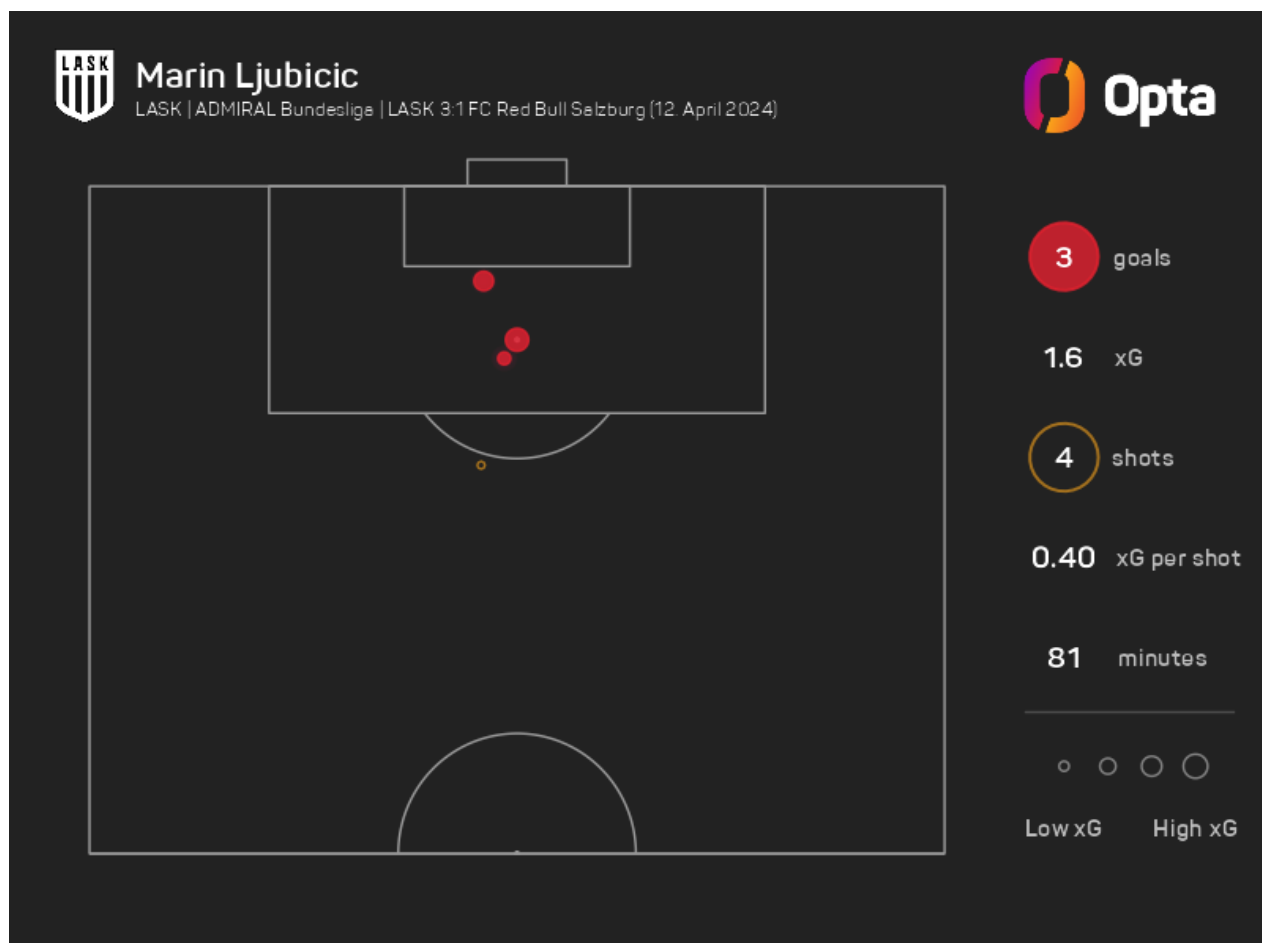 LASK
Marin Ljubicic
LASK | ADMIRAL Bundesliga | LASK 3:1 FC Red Bull Salzburg (12. April 2024)
Opta
3 goals
1.6 xG
4 shots
0.40 xG per shot
81 minutes
Low xG High xG